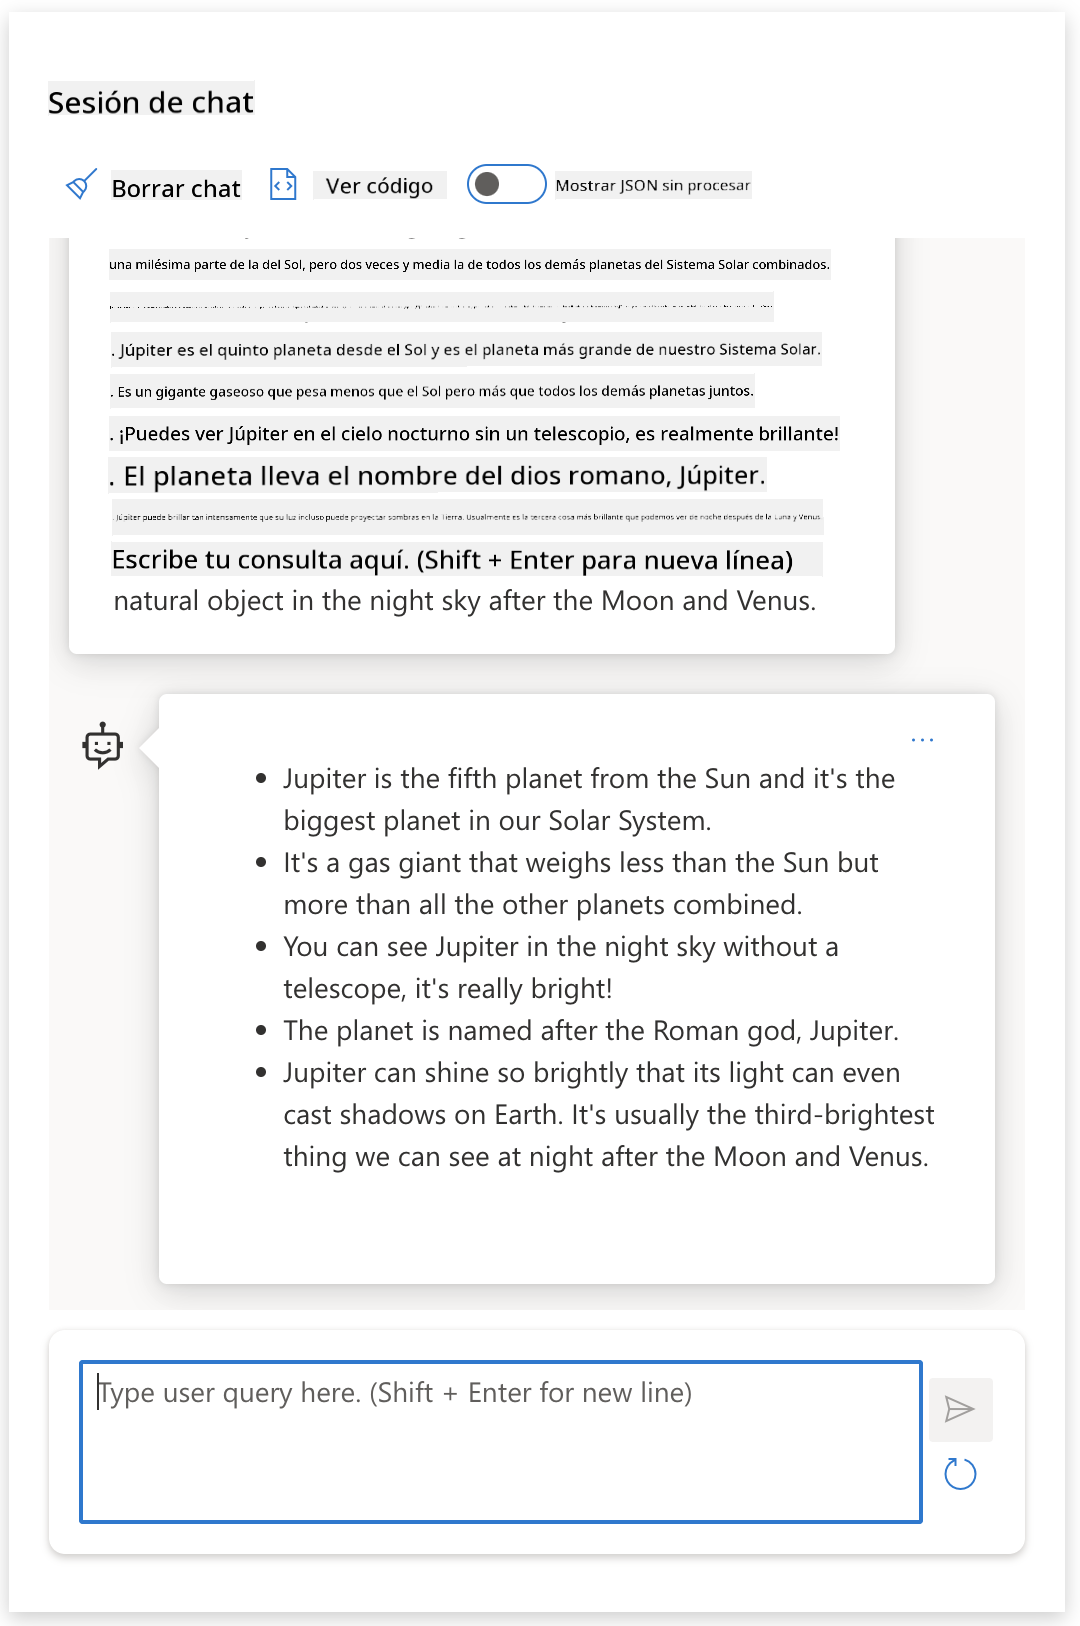 Sesión de chat
Borrar chat Ver código Mostrar JSON sin procesar
una milésima parte de la del Sol, pero dos veces y media la de todos los demás planetas del Sistema Solar combinados.
. Júpiter es el quinto planeta desde el Sol y es el planeta más grande de nuestro Sistema Solar.
. Es un gigante gaseoso que pesa menos que el Sol pero más que todos los demás planetas juntos.
. ¡Puedes ver Júpiter en el cielo nocturno sin un telescopio, es realmente brillante!
. El planeta lleva el nombre del dios romano, Júpiter.
. Júpiter puede brillar tan intensamente que su luz incluso puede proyectar sombras en la Tierra. Usualmente es la tercera cosa más brillante que podemos ver de noche después de la Luna y Venus
Escribe tu consulta aquí. (Shift + Enter para nueva línea)
natural object in the night sky after the Moon and Venus.
...
• Jupiter is the fifth planet from the Sun and it's the
biggest planet in our Solar System.
• It's a gas giant that weighs less than the Sun but
more than all the other planets combined.
• You can see Jupiter in the night sky without a
telescope, it's really bright!
• The planet is named after the Roman god, Jupiter.
• Jupiter can shine so brightly that its light can even
cast shadows on Earth. It's usually the third-brightest
thing we can see at night after the Moon and Venus.
Type user query here. (Shift + Enter for new line)